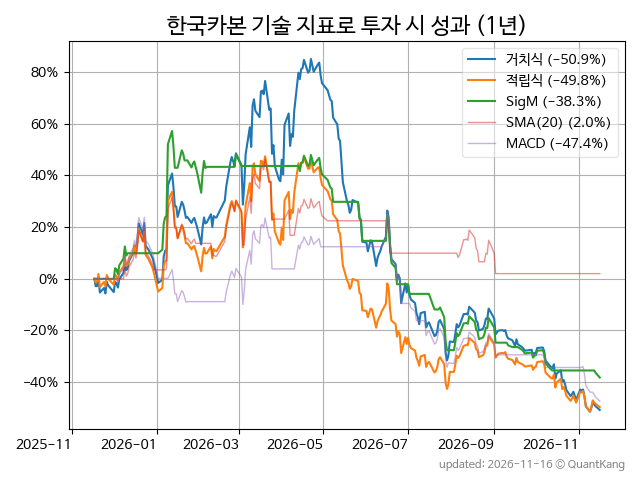 한국카본 기술 지표로 투자 시 성과 (1년)
거치식 (−50.9%)
적립식 (−49.8%)
SigM (−38.3%)
SMA(20) (2.0%)
MACD (−47.4%)
80%
60%
40%
20%
0%
−20%
−40%
2025-11 2026-01 2026-03 2026-05 2026-07 2026-09 2026-11
updated: 2026-11-16 © QuantKang